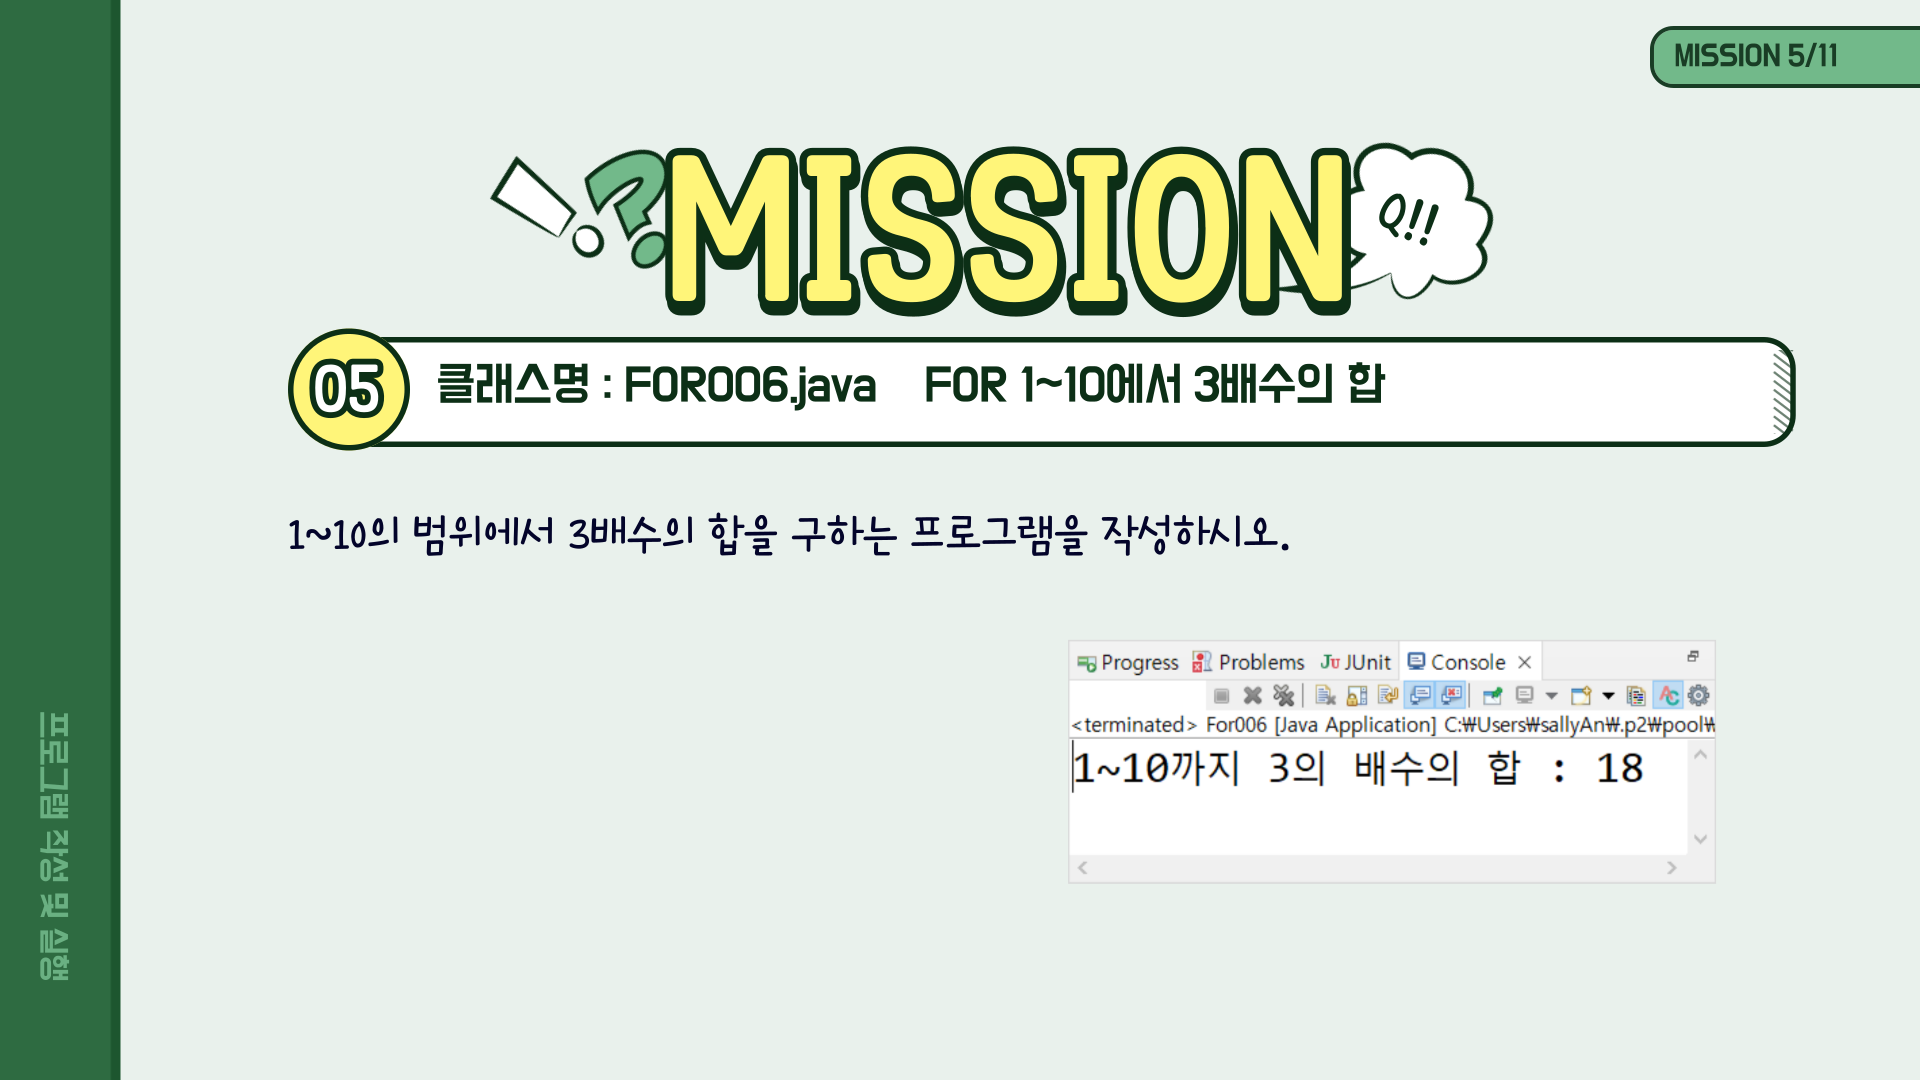 MISSION 5/11
MISSION
Q!!
05
클래스명 : FOR006.java FOR 1~10에서 3배수의 합
1~10의 범위에서 3배수의 합을 구하는 프로그램을 작성하시오.
Progress Problems JUnit Console
<terminated> For006 [Java Application] C:₩Users₩sallyAn₩.p2₩pool₩
1~10까지 3의 배수의 합 : 18
프로그램 작성 및 실행